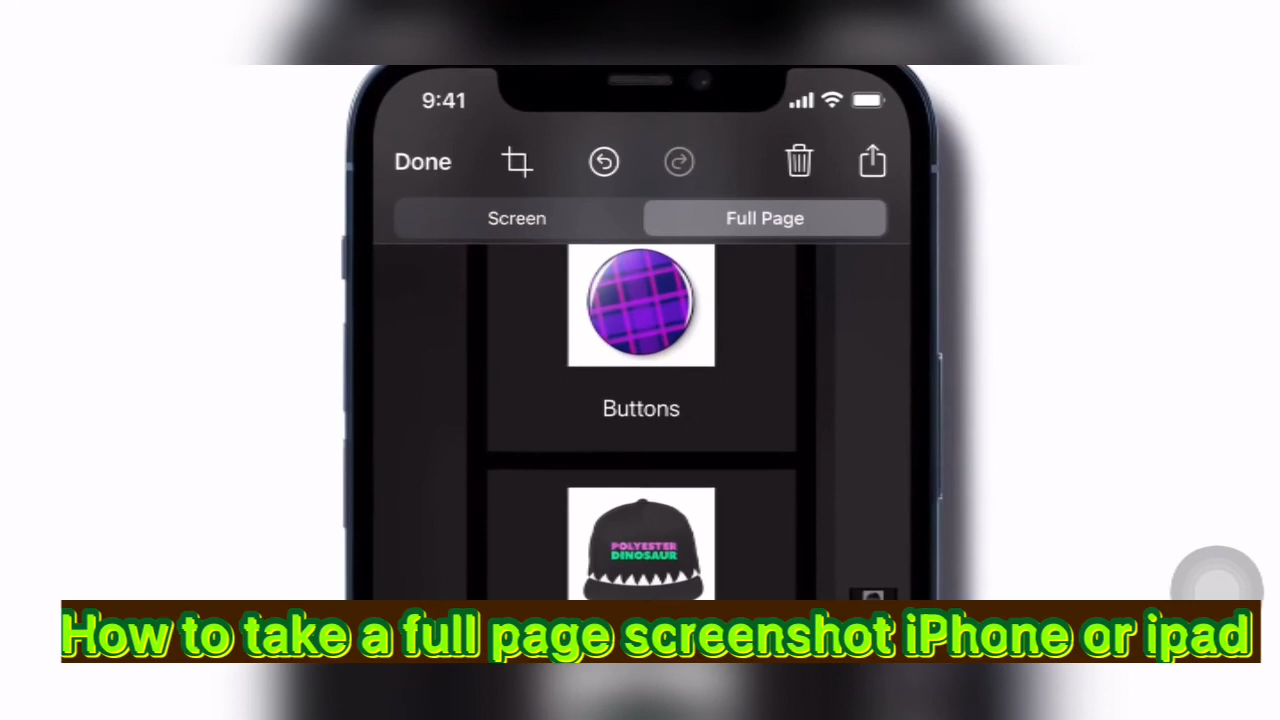 9:41
Done
Screen
Full Page
Buttons
POLYESTER
DINOSAUR
How to take a full page screenshot iPhone or ipad